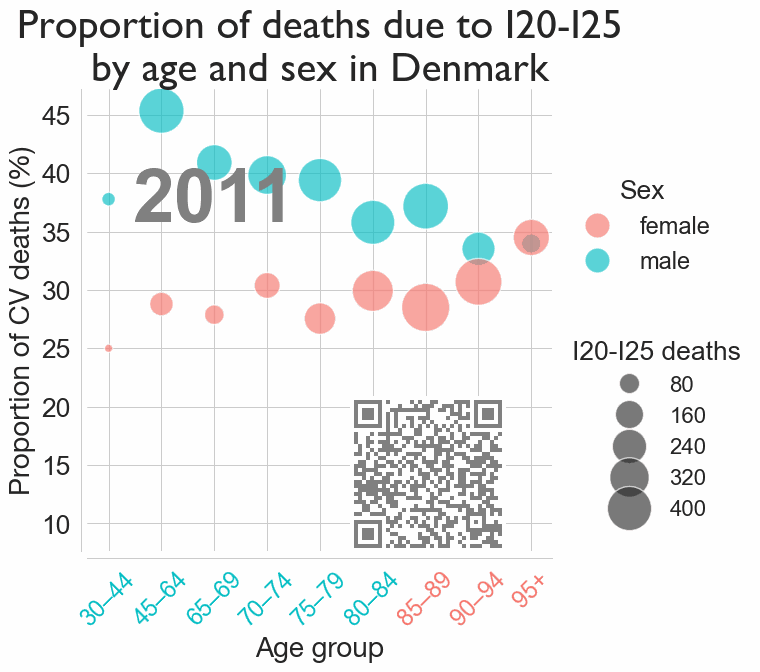 Proportion of deaths due to I20-I25
by age and sex in Denmark
Proportion of CV deaths (%)
45
40
35
30
25
20
15
10
2011
30–44
45–64
65–69
70–74
75–79
80–84
85–89
90–94
95+
Age group
Sex
female
male
I20-I25 deaths
80
160
240
320
400